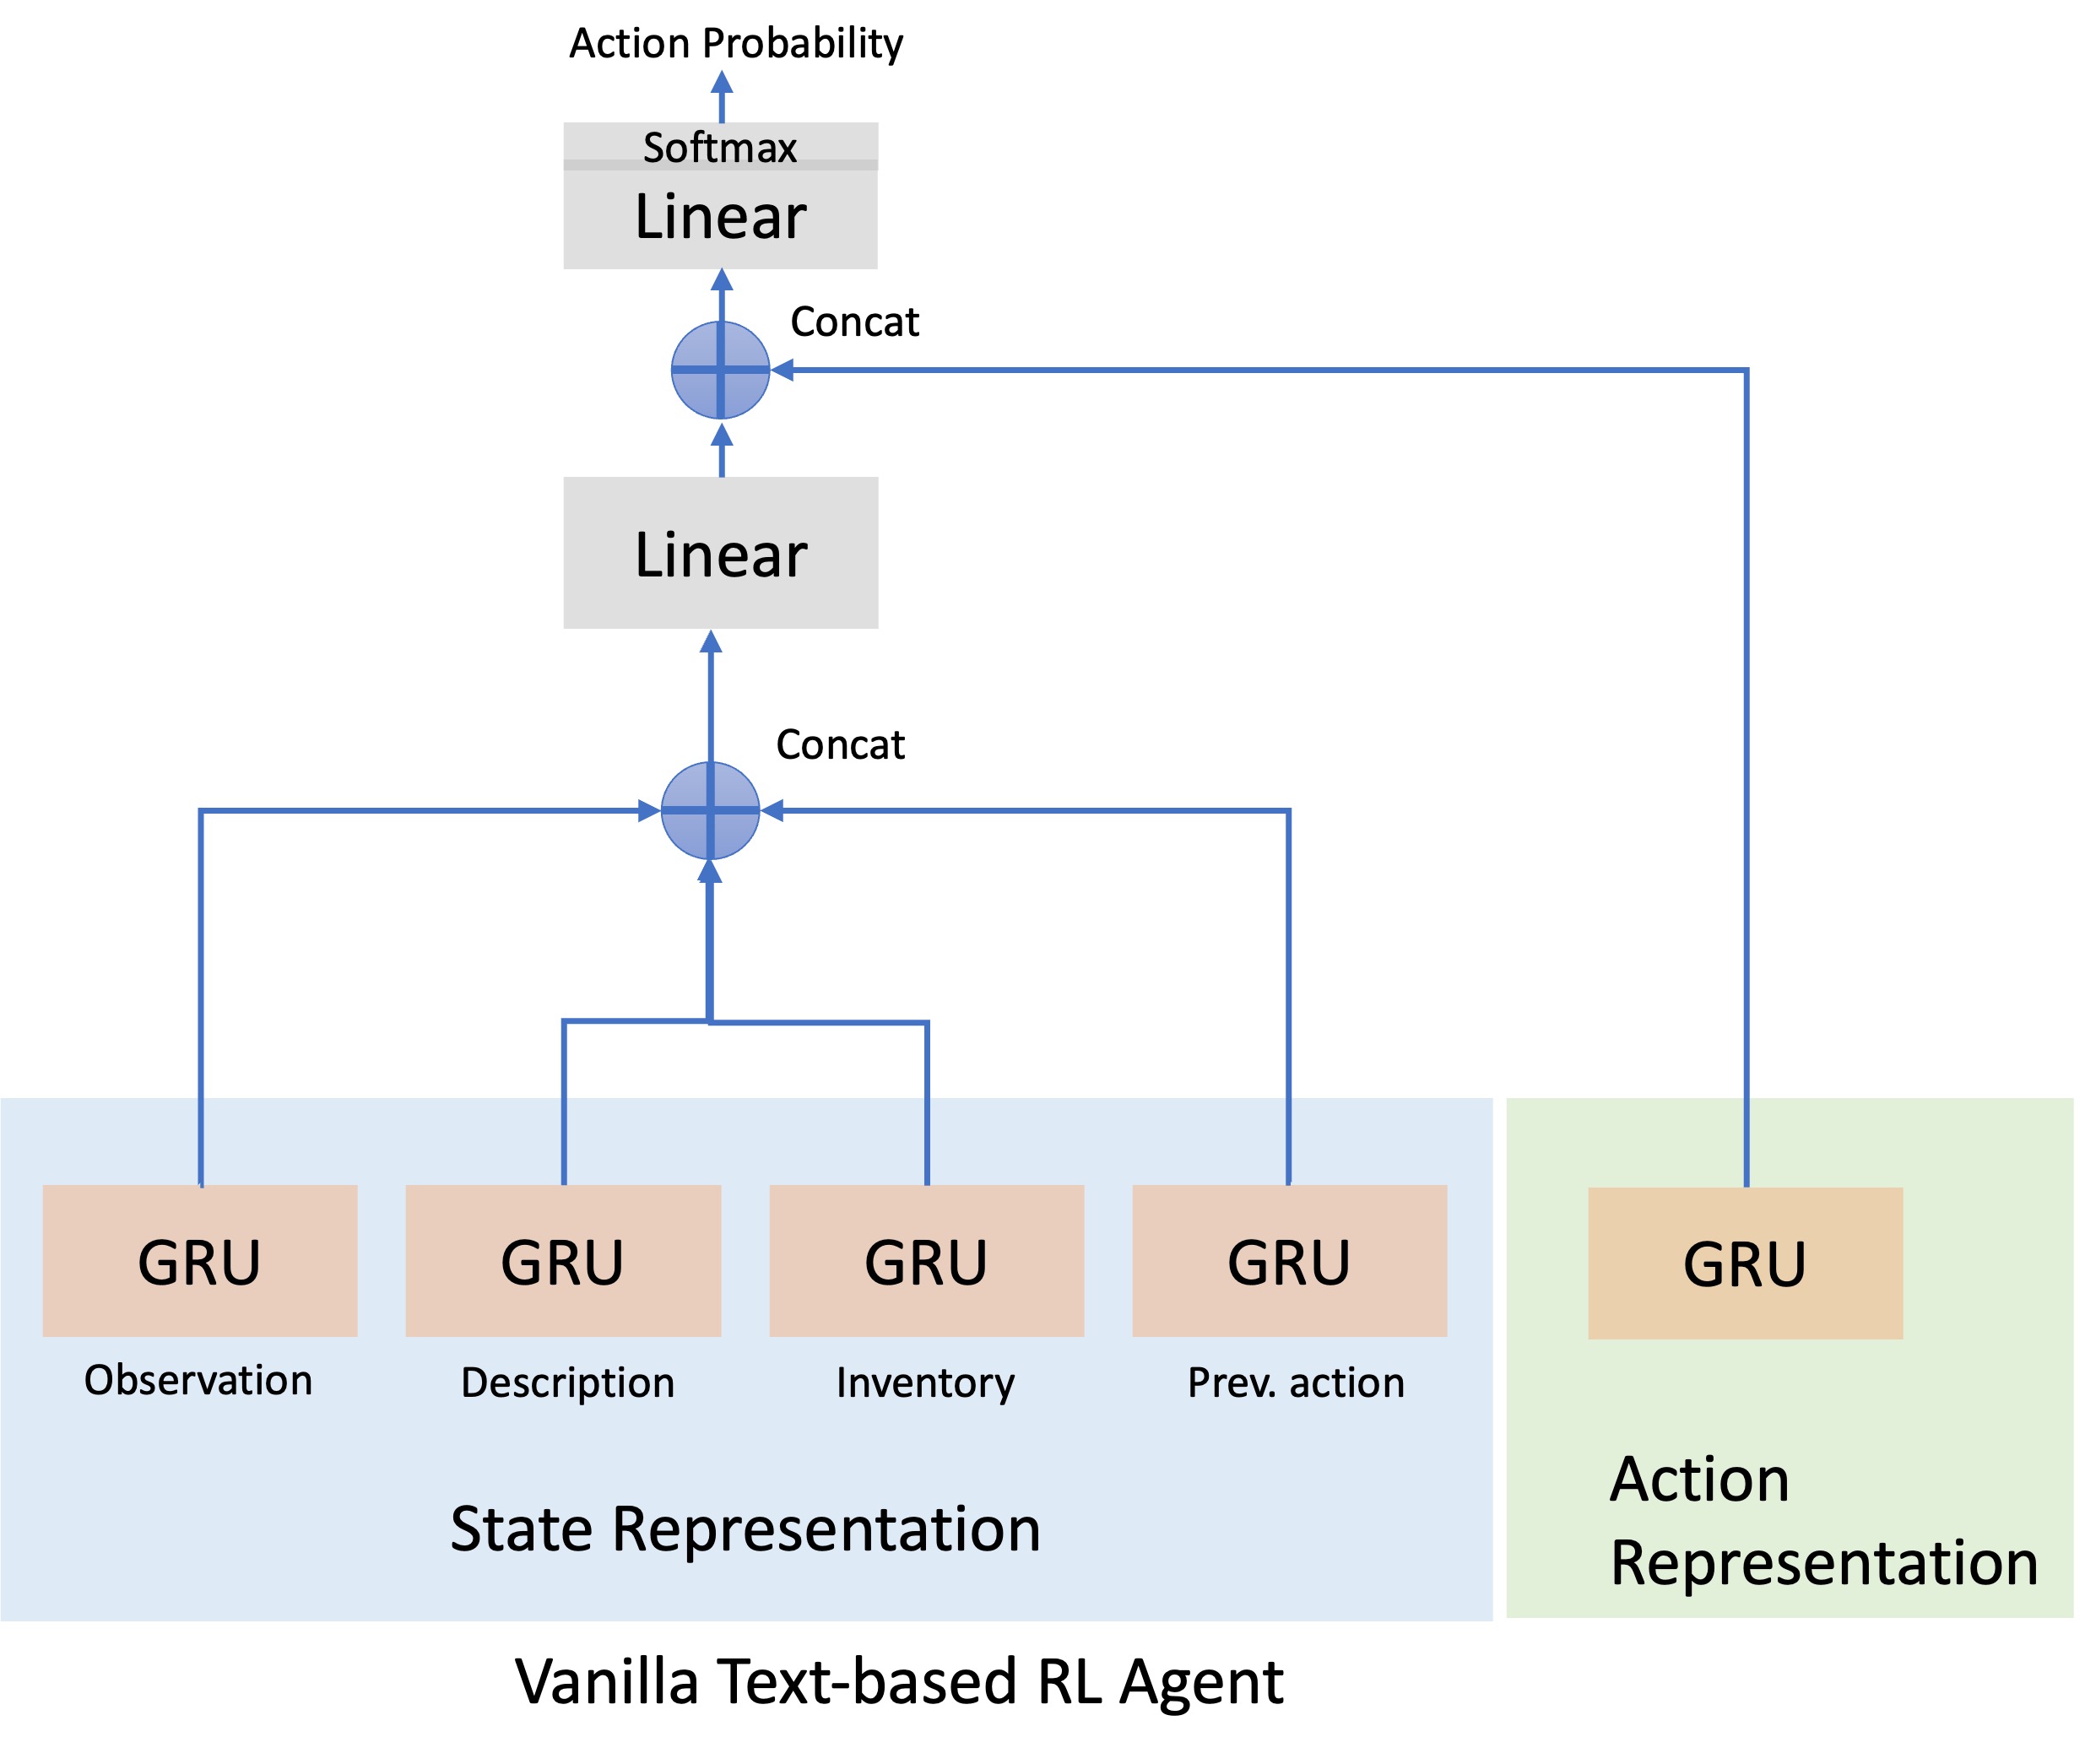 Action Probability
Softmax
Linear
Concat
Linear
Concat
GRU
GRU
GRU
GRU
GRU
Observation
Description
Inventory
Prev. action
State Representation
Action
Representation
Vanilla Text-based RL Agent